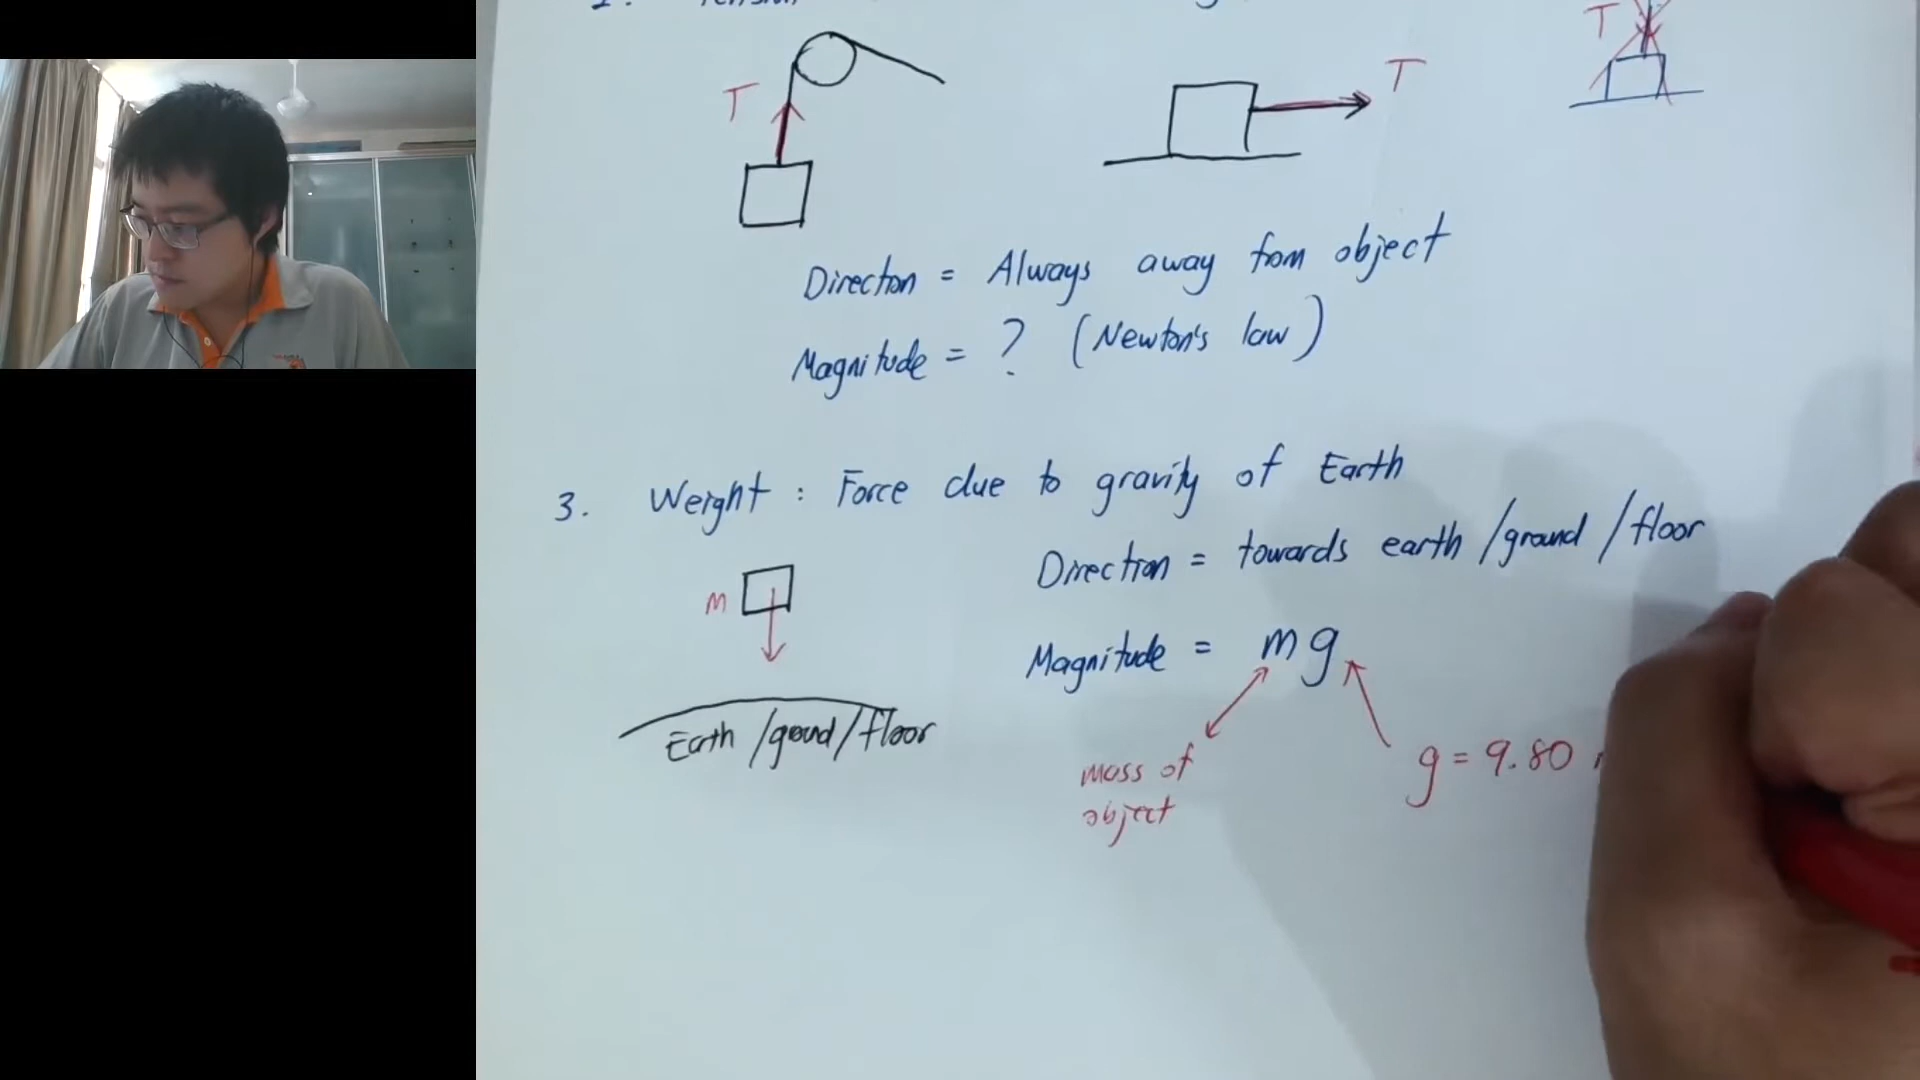 Tension
T
T
T
Direction = Always away from object
Magnitude = ? (Newton's law)
3. Weight : Force due to gravity of Earth
Direction = towards earth /ground /floor
m
Magnitude = mg
Earth /ground/floor
mass of
object
g = 9.80